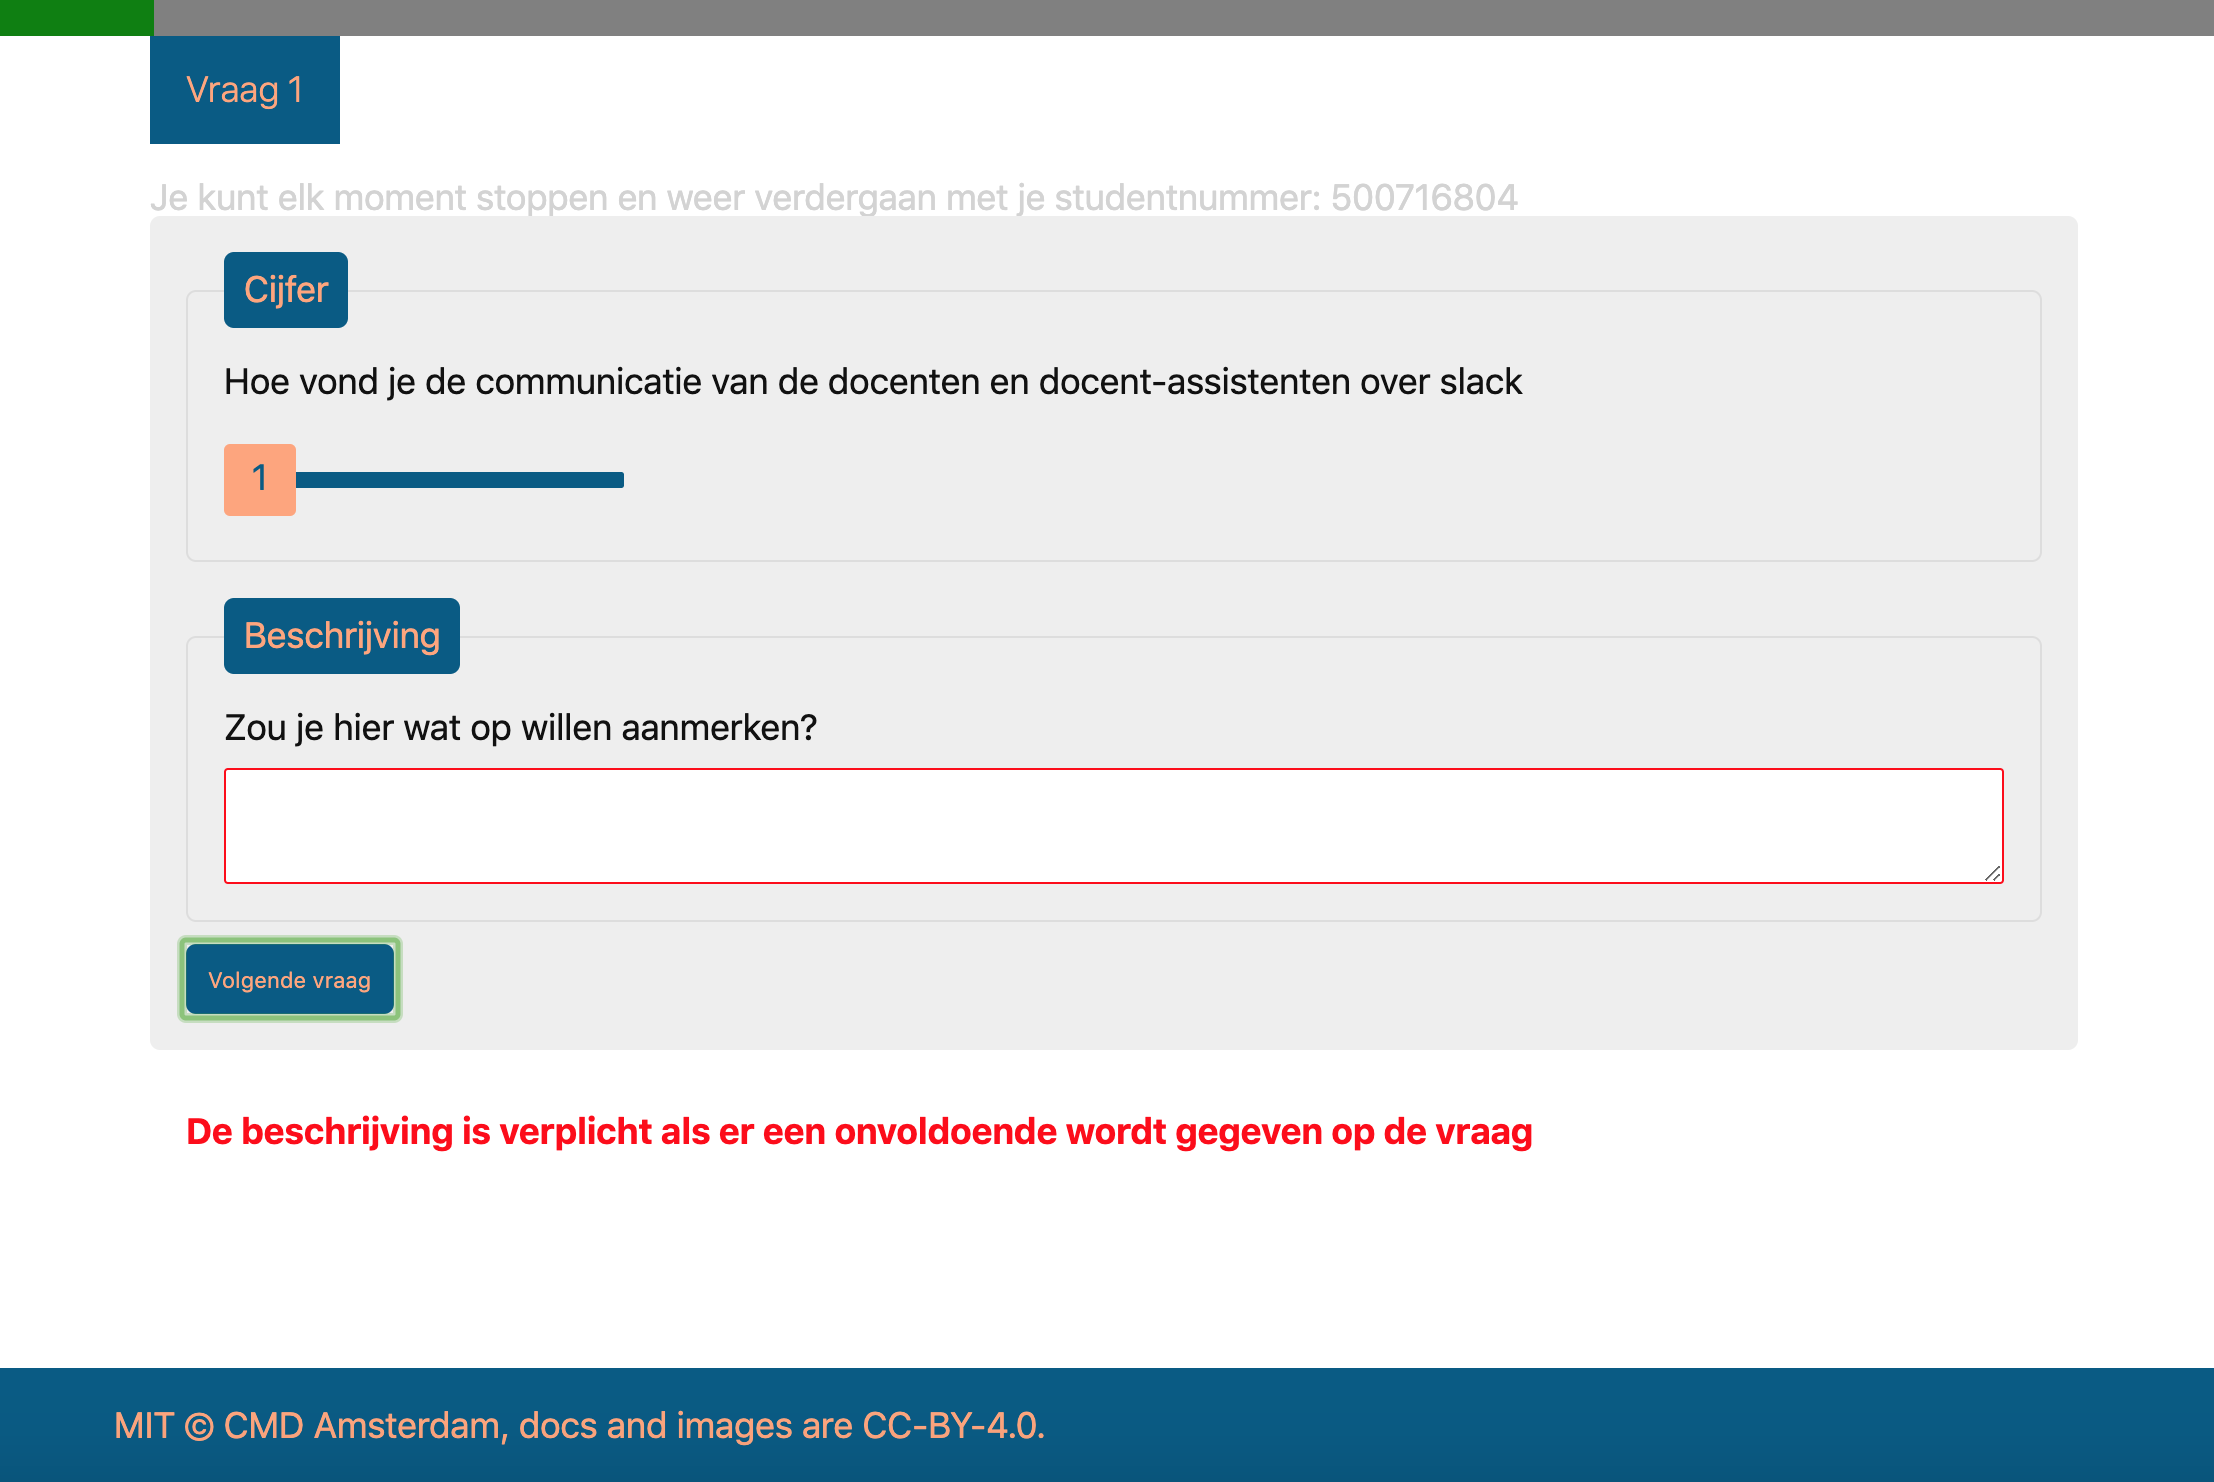 Vraag 1
Je kunt elk moment stoppen en weer verdergaan met je studentnummer: 500716804
Cijfer
Hoe vond je de communicatie van de docenten en docent-assistenten over slack
1
Beschrijving
Zou je hier wat op willen aanmerken?
Volgende vraag
De beschrijving is verplicht als er een onvoldoende wordt gegeven op de vraag
MIT © CMD Amsterdam, docs and images are CC-BY-4.0.